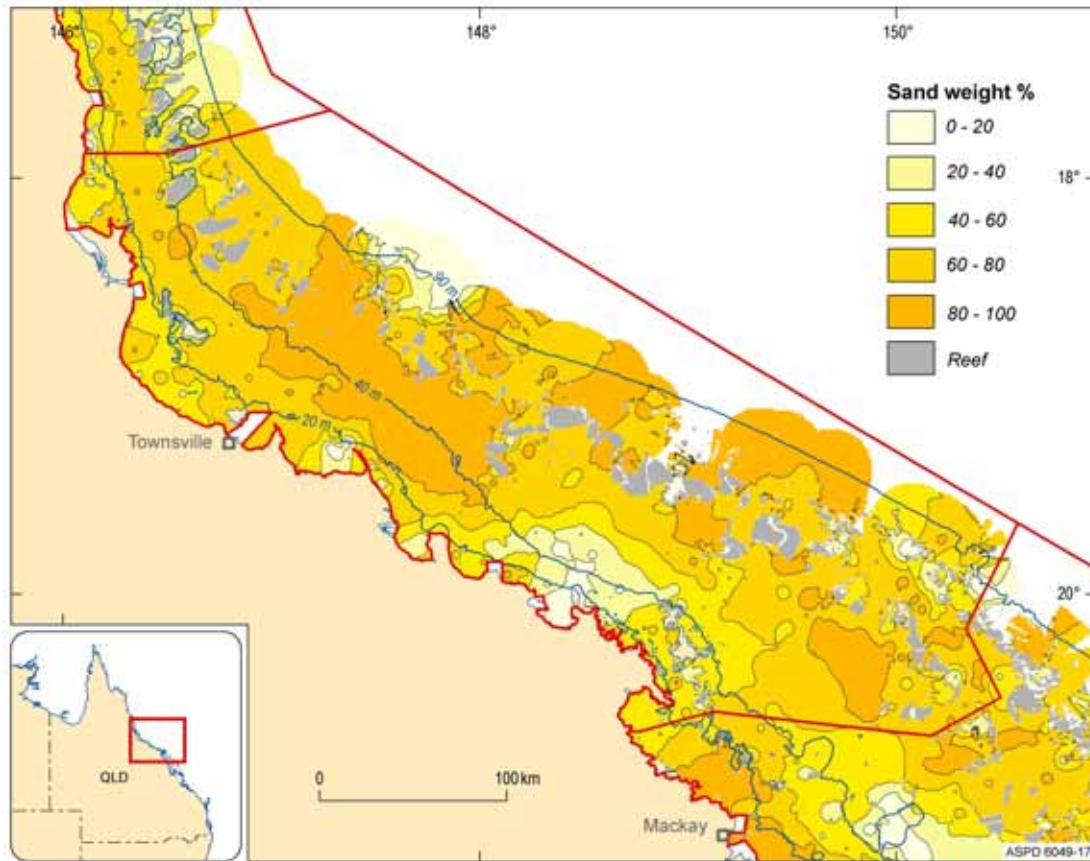 146°
148°
150°
Sand weight %
0 - 20
20 - 40
40 - 60
60 - 80
80 - 100
Reef
18°
90 m
40 m
20 m
Townsville
20°
QLD
0
100 km
Mackay
ASPD 6049-17